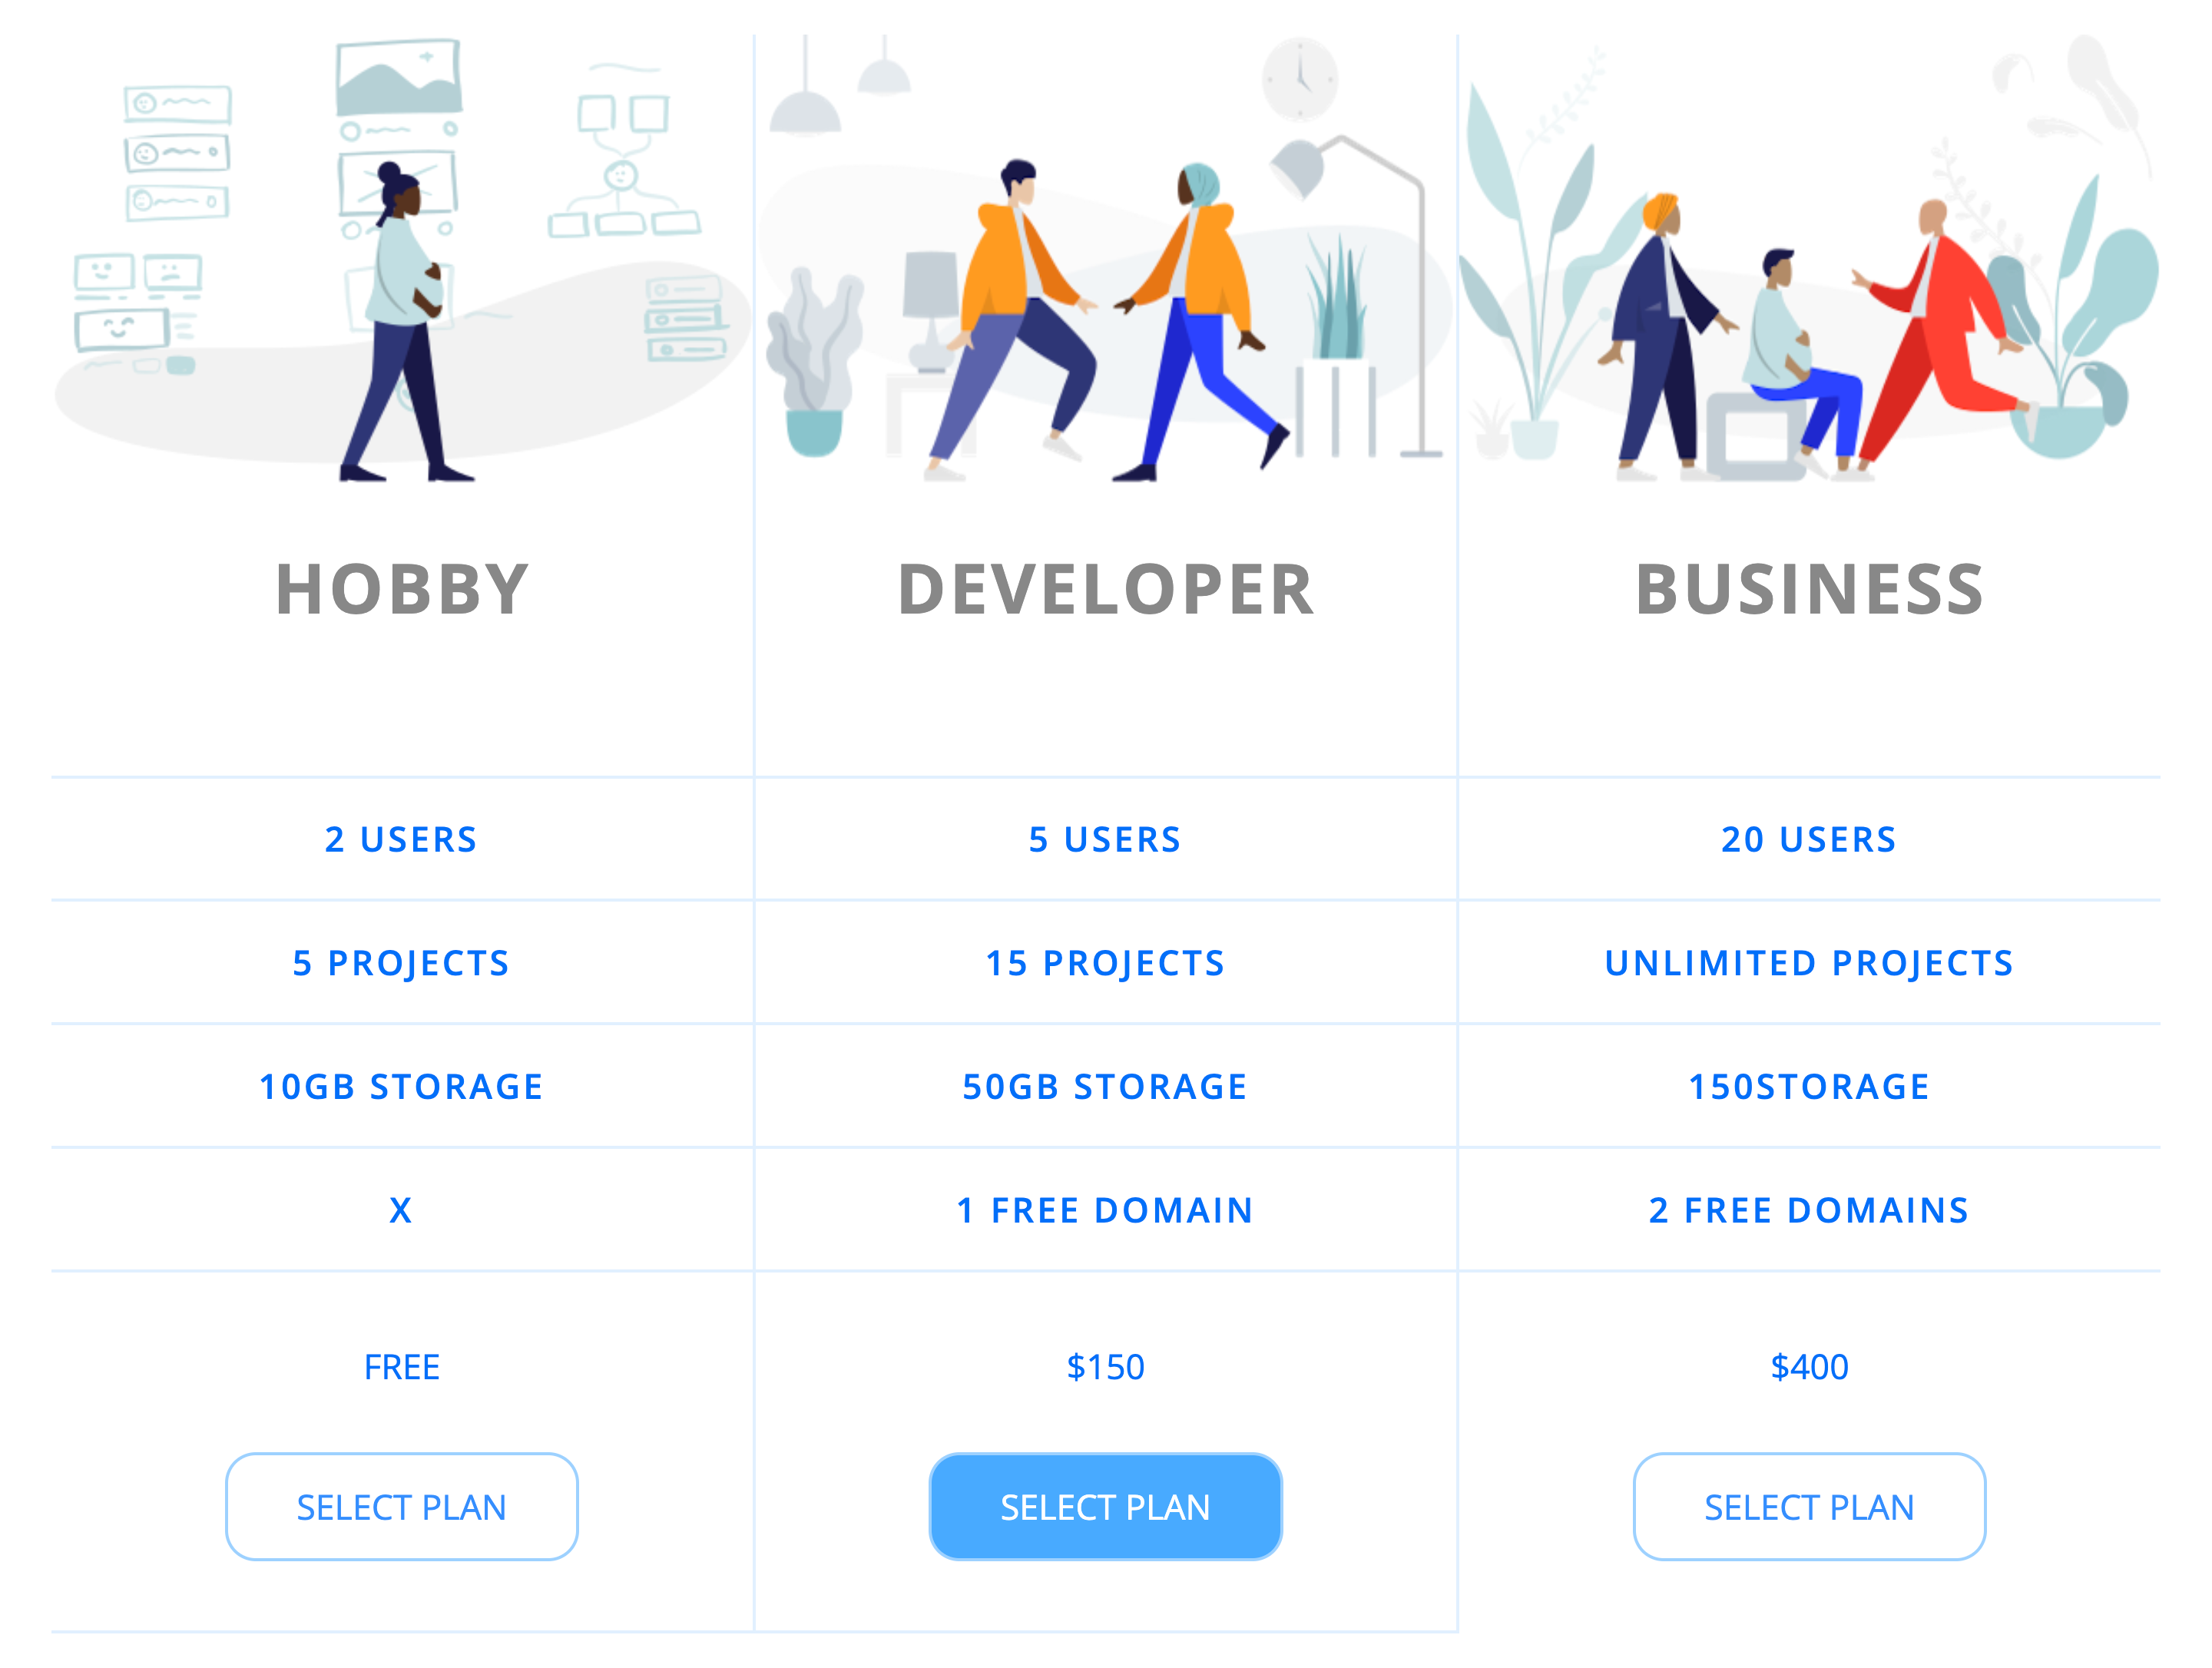 HOBBY
DEVELOPER
BUSINESS
2 USERS
5 USERS
20 USERS
5 PROJECTS
15 PROJECTS
UNLIMITED PROJECTS
10GB STORAGE
50GB STORAGE
150STORAGE
X
1 FREE DOMAIN
2 FREE DOMAINS
FREE
$150
$400
SELECT PLAN
SELECT PLAN
SELECT PLAN